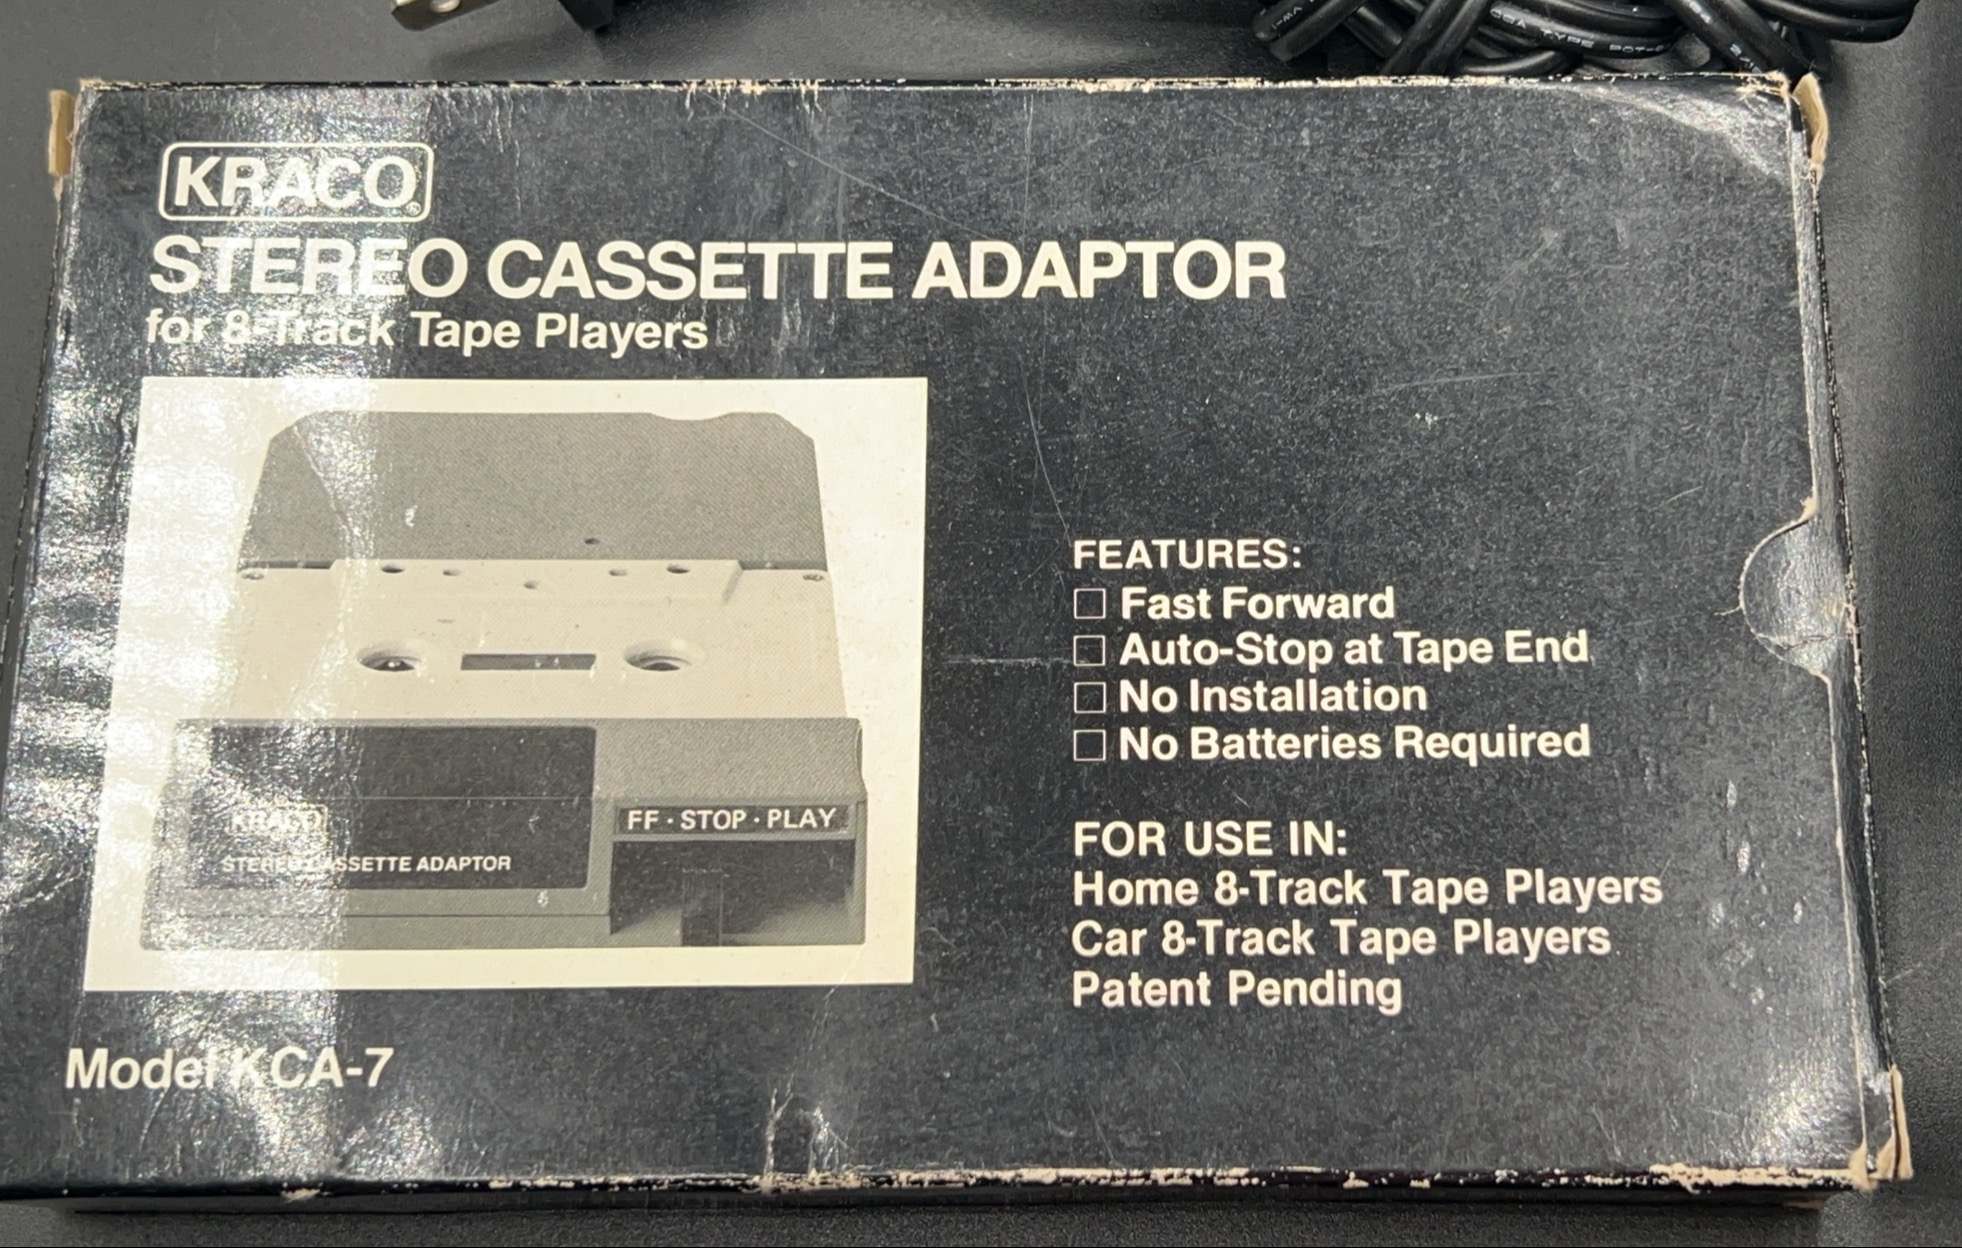 KRACO®
STEREO CASSETTE ADAPTOR
for 8-Track Tape Players
KRACO
STEREO CASSETTE ADAPTOR
FF · STOP · PLAY
FEATURES:
Fast Forward
Auto-Stop at Tape End
No Installation
No Batteries Required
FOR USE IN:
Home 8-Track Tape Players
Car 8-Track Tape Players
Patent Pending
Model KCA-7
TYPE